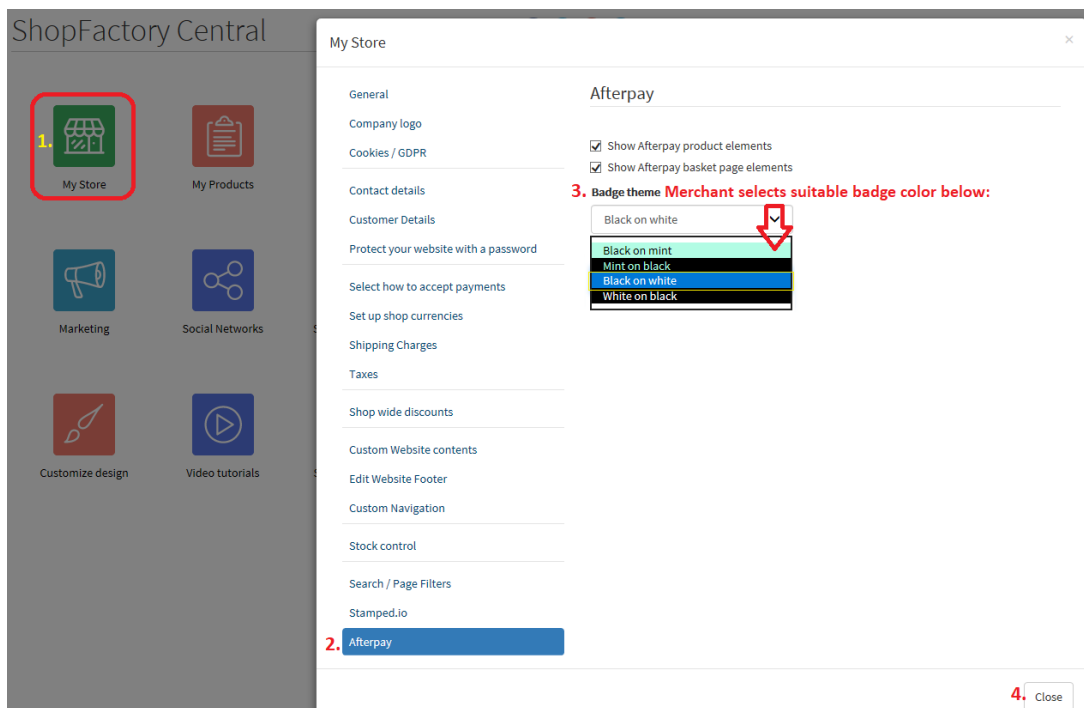 ShopFactory Central
1.
My Store
My Products
Marketing
Social Networks
Customize design
Video tutorials
My Store
×
General
Company logo
Cookies / GDPR
Contact details
Customer Details
Protect your website with a password
Select how to accept payments
Set up shop currencies
Shipping Charges
Taxes
Shop wide discounts
Custom Website contents
Edit Website Footer
Custom Navigation
Stock control
Search / Page Filters
Stamped.io
2. Afterpay
Afterpay
Show Afterpay product elements
Show Afterpay basket page elements
3. Badge theme Merchant selects suitable badge color below:
Black on white
Black on mint
Mint on black
Black on white
White on black
4. Close